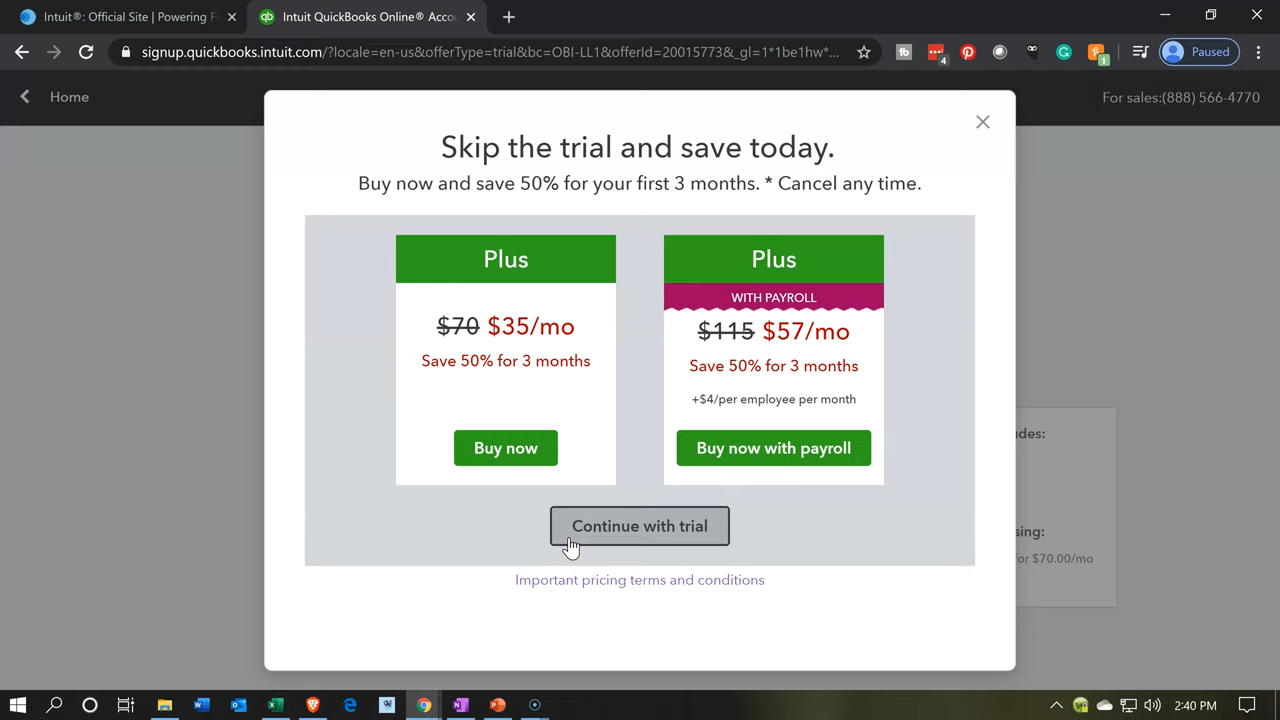 Intuit®: Official Site | Powering F
Intuit QuickBooks Online® Accou
signup.quickbooks.intuit.com/?locale=en-us&offerType=trial&bc=OBI-LL1&offerId=20015773&_gl=1*1be1hw*...
tb
4
1
Paused
Home
For sales:(888) 566-4770
Skip the trial and save today.
Buy now and save 50% for your first 3 months. * Cancel any time.
Plus
$70 $35/mo
Save 50% for 3 months
Buy now
Plus
WITH PAYROLL
$115 $57/mo
Save 50% for 3 months
+$4/per employee per month
Buy now with payroll
udes:
sing:
for $70.00/mo
Continue with trial
Important pricing terms and conditions
2:40 PM